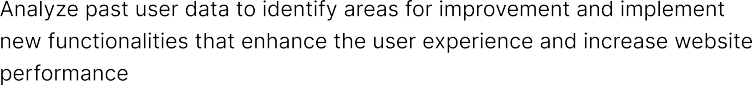 Analyze past user data to identify areas for improvement and implement
new functionalities that enhance the user experience and increase website
performance